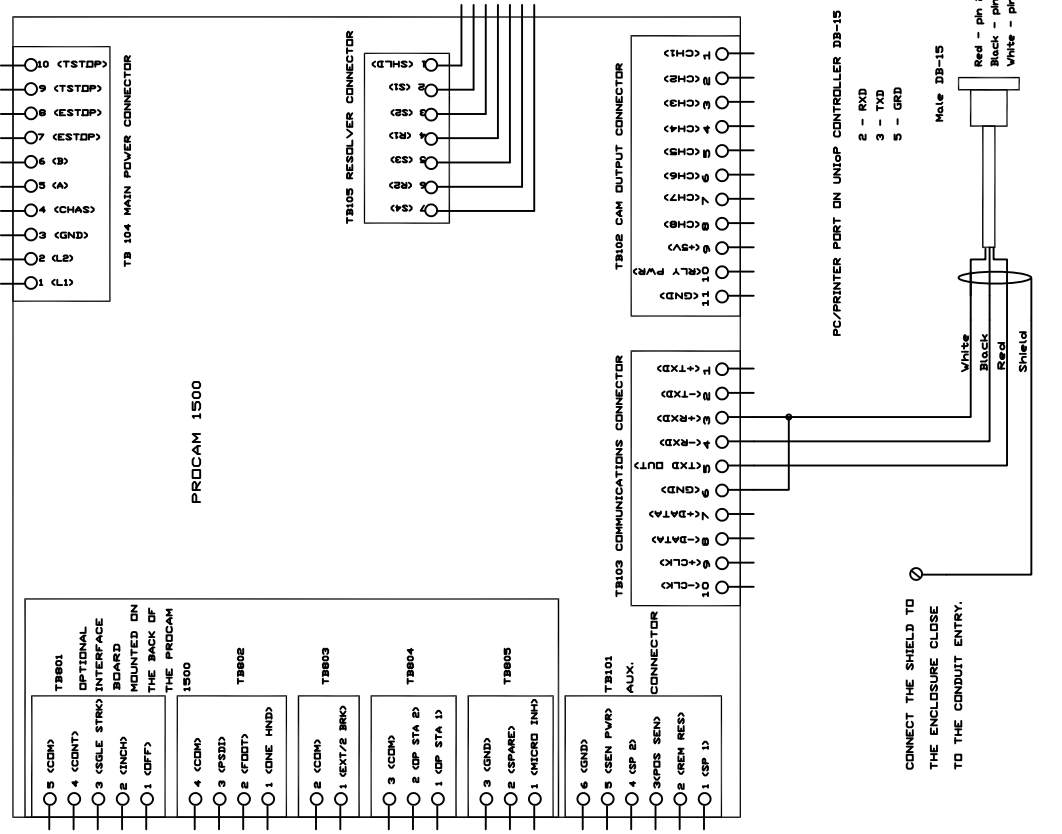 10 (TSTOP)
9 (TSTOP)
8 (ESTOP)
7 (ESTOP)
6 (B)
5 (A)
4 (CHAS)
3 (GND)
2 (L2)
1 (L1)
TB 104 MAIN POWER CONNECTOR
TB105 RESOLVER CONNECTOR
1 (SHLD)
2 (S1)
3 (S2)
4 (R1)
5 (S3)
6 (R2)
7 (S4)
TB102 CAM OUTPUT CONNECTOR
1 (CH1)
2 (CH2)
3 (CH3)
4 (CH4)
5 (CH5)
6 (CH6)
7 (CH7)
8 (CH8)
9 (+5V)
10 (RLY PWR)
11 (GND)
PC/PRINTER PORT ON UNIoP CONTROLLER DB-15
2 - RXD
3 - TXD
5 - GRD
Male DB-15
Red - pin
Black - pin
White - pin
White
Black
Red
Shield
PROCAM 1500
TB103 COMMUNICATIONS CONNECTOR
1 (+TXD)
2 (-TXD)
3 (+RXD)
4 (-RXD)
5 (TXD OUT)
6 (GND)
7 (+DATA)
8 (-DATA)
9 (+CLK)
10 (-CLK)
CONNECT THE SHIELD TO
THE ENCLOSURE CLOSE
TO THE CONDUIT ENTRY.
TB801
OPTIONAL
INTERFACE
BOARD
MOUNTED ON
THE BACK OF
THE PROCAM
1500
5 (COM)
4 (CONT)
3 (SGLE STRK)
2 (INCH)
1 (OFF)
TB802
4 (COM)
3 (PSDI)
2 (FOOT)
1 (ONE HND)
TB803
2 (COM)
1 (EXT/2 BRK)
TB804
3 (COM)
2 (OP STA 2)
1 (OP STA 1)
TB805
3 (GND)
2 (SPARE)
1 (MICRO INH)
TB101
AUX.
CONNECTOR
6 (GND)
5 (SEN PWR)
4 (SP 2)
3(POS SEN)
2 (REM RES)
1 (SP 1)